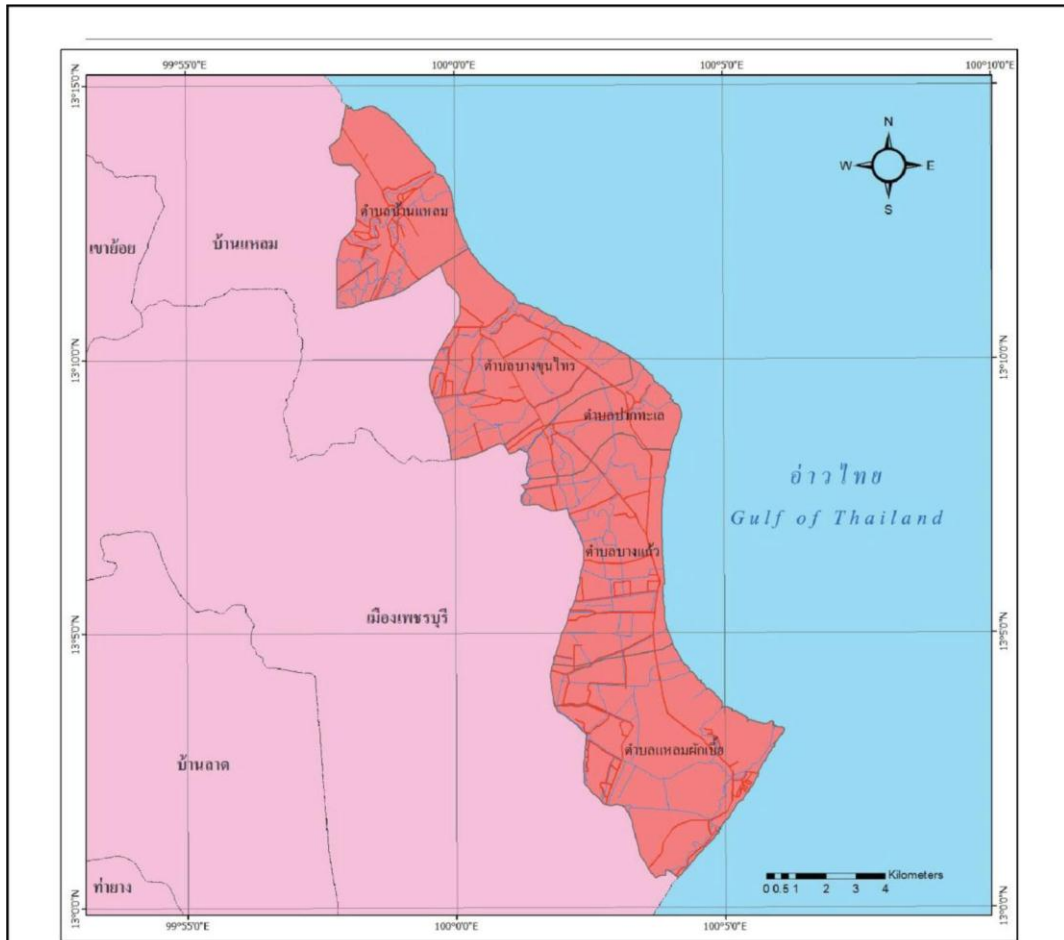 99°55'0"E 100°0'0"E 100°5'0"E 100°10'0"E
13°15'0"N
13°15'0"N
N
W E
S
ตำบลบ้านแหลม
เขาย้อย
บ้านแหลม
13°10'0"N
13°10'0"N
ตำบลบางขุนไทร
ตำบลปากทะเล
อ่าวไทย
Gulf of Thailand
ตำบลบางแก้ว
เมืองเพชรบุรี
13°5'0"N
13°5'0"N
ตำบลแหลมผักเบี้ย
บ้านลาด
ท่ายาง
Kilometers
0 0.5 1 2 3 4
13°0'0"N
13°0'0"N
99°55'0"E 100°0'0"E 100°5'0"E